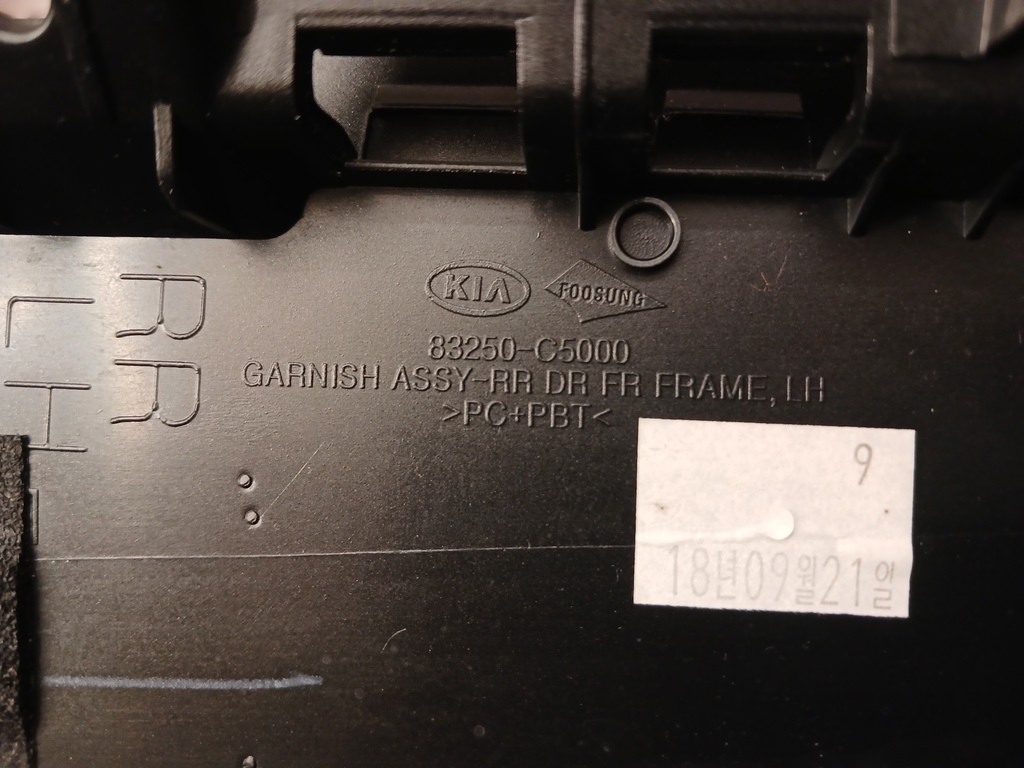 KIA FOOSUNG
83250-C5000
GARNISH ASSY-RR DR FR FRAME, LH
>PC+PBT<
RR
LH
9
18년09월21일